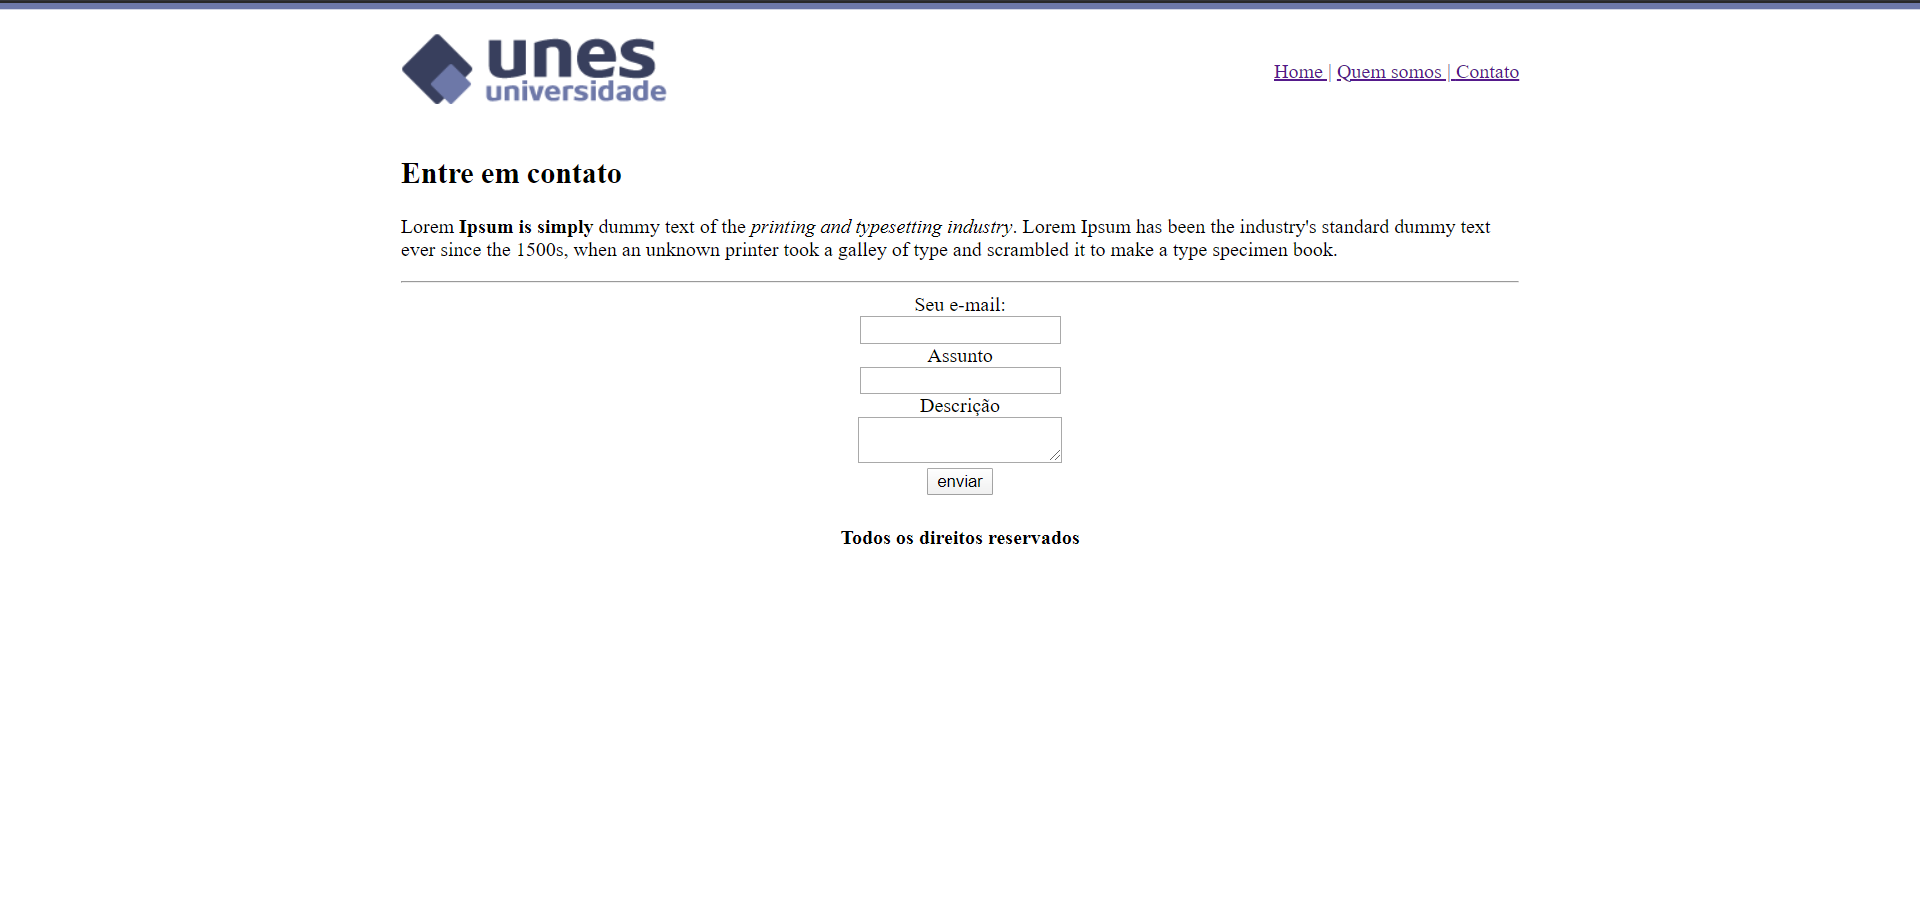 unes
universidade
Home | Quem somos | Contato
Entre em contato
Lorem Ipsum is simply dummy text of the printing and typesetting industry. Lorem Ipsum has been the industry's standard dummy text
ever since the 1500s, when an unknown printer took a galley of type and scrambled it to make a type specimen book.
Seu e-mail:
Assunto
Descrição
enviar
Todos os direitos reservados